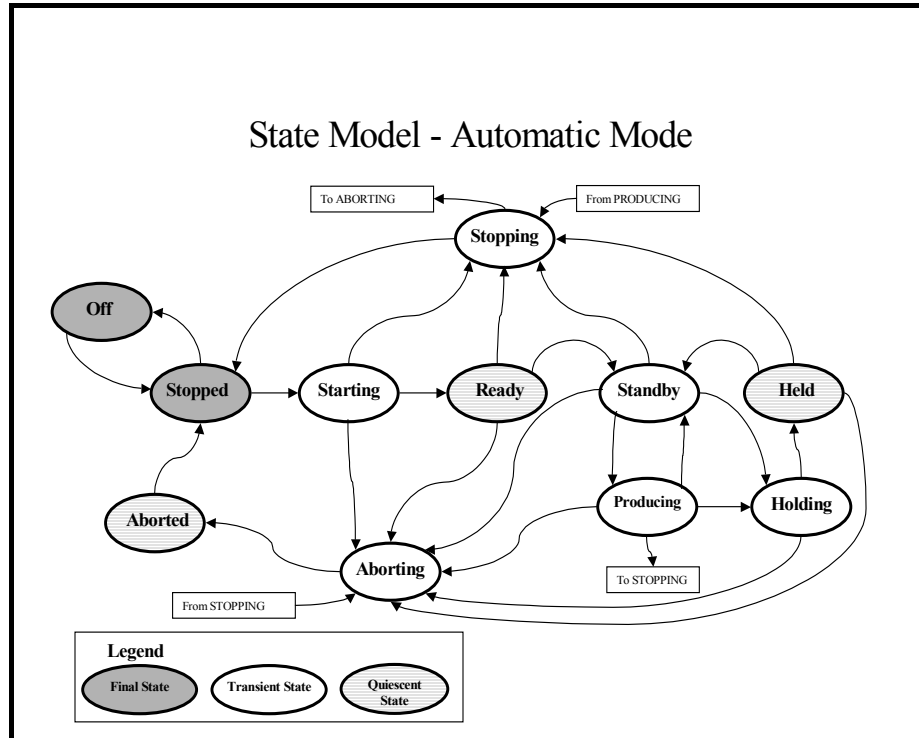 State Model - Automatic Mode
To ABORTING
From PRODUCING
Stopping
Off
Stopped
Starting
Ready
Standby
Held
Aborted
Producing
Holding
Aborting
To STOPPING
From STOPPING
Legend
Final State
Transient State
Quiescent
State